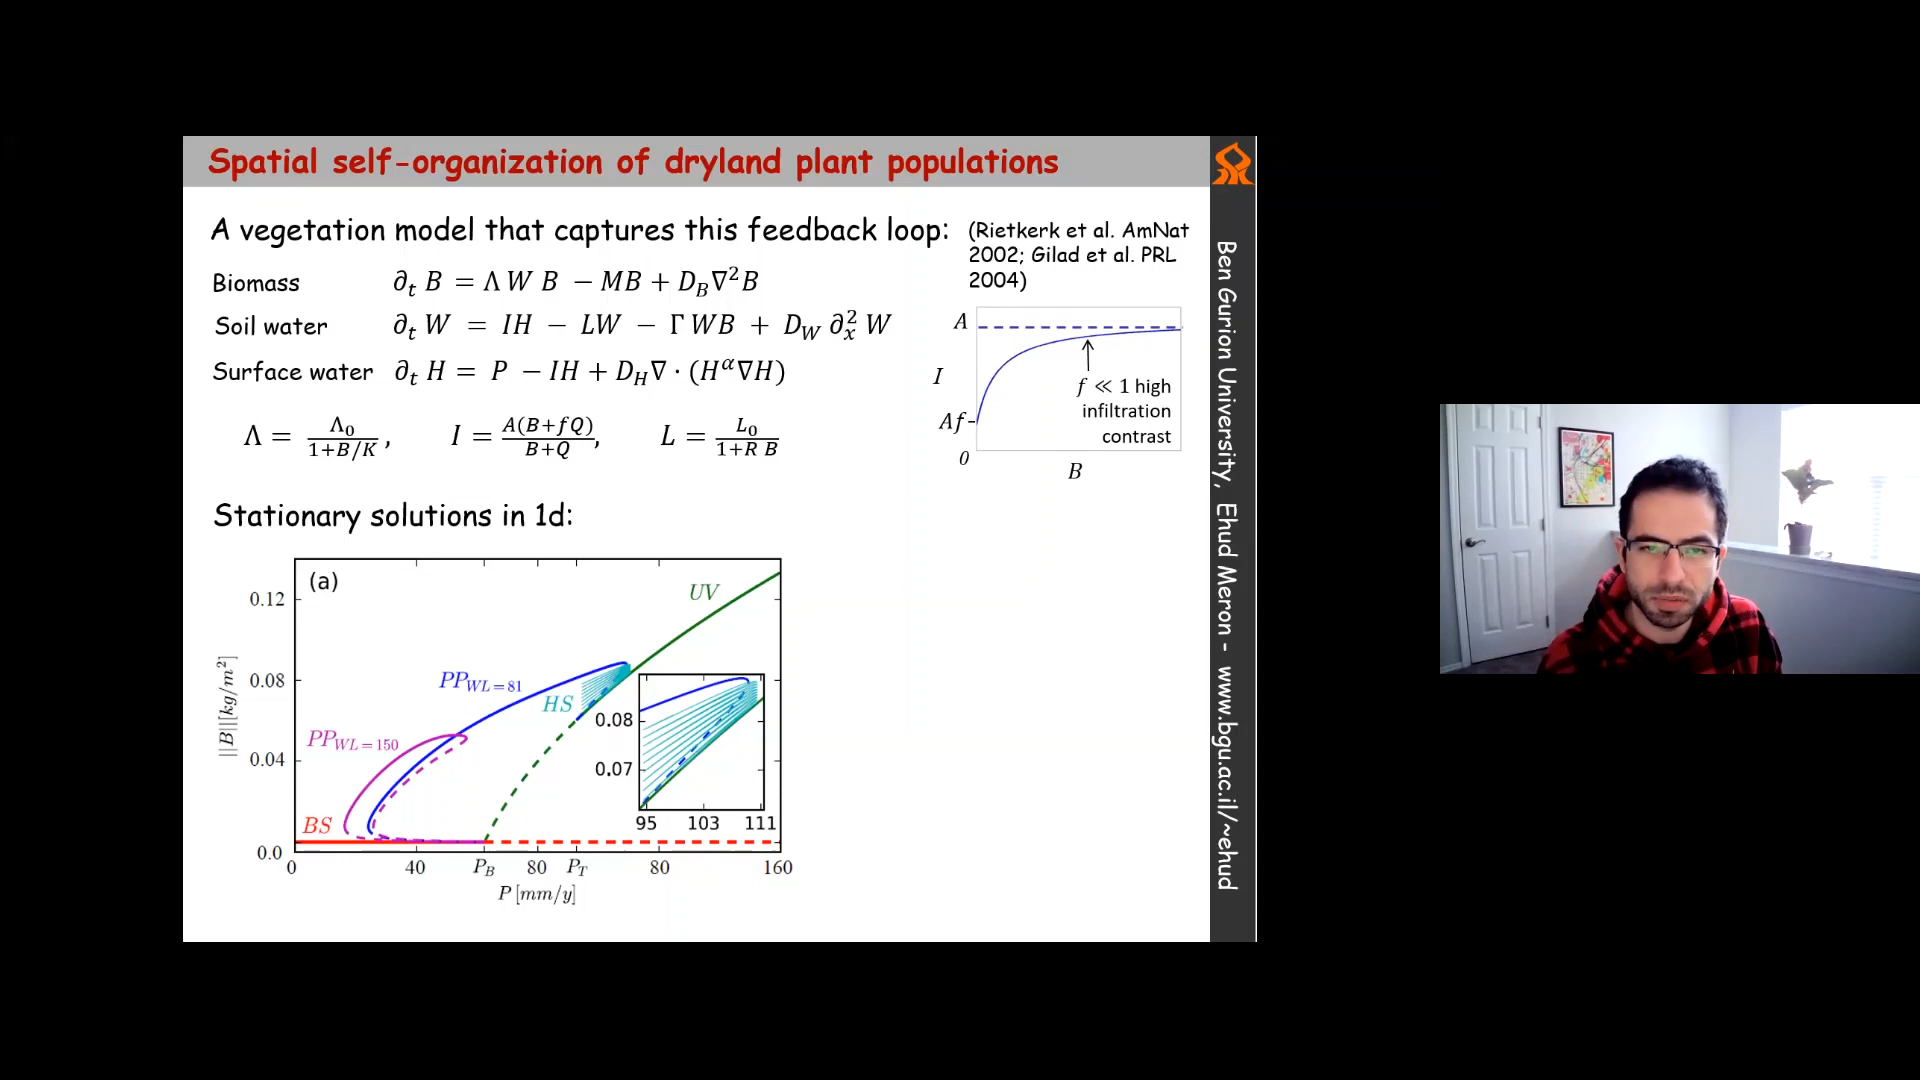 Spatial self-organization of dryland plant populations
A vegetation model that captures this feedback loop:
(Rietkerk et al. AmNat
2002; Gilad et al. PRL
2004)
Biomass ∂ₜ B = Λ W B − MB + D_B∇²B
Soil water ∂ₜ W = IH − LW − Γ WB + D_W ∂ₓ² W
Surface water ∂ₜ H = P − IH + D_H∇ · (H^α∇H)
Λ = Λ₀/(1+B/K), I = A(B+fQ)/(B+Q), L = L₀/(1+R B)
A
I
Af
0
B
f ≪ 1 high
infiltration
contrast
Stationary solutions in 1d:
(a)
UV
PP_WL=81
HS
PP_WL=150
BS
||B||[kg/m²]
0.12
0.08
0.04
0.0
0 40 P_B 80 P_T 80 160
P [mm/y]
0.08
0.07
95 103 111
Ben Gurion University, Ehud Meron - www.bgu.ac.il/~ehud